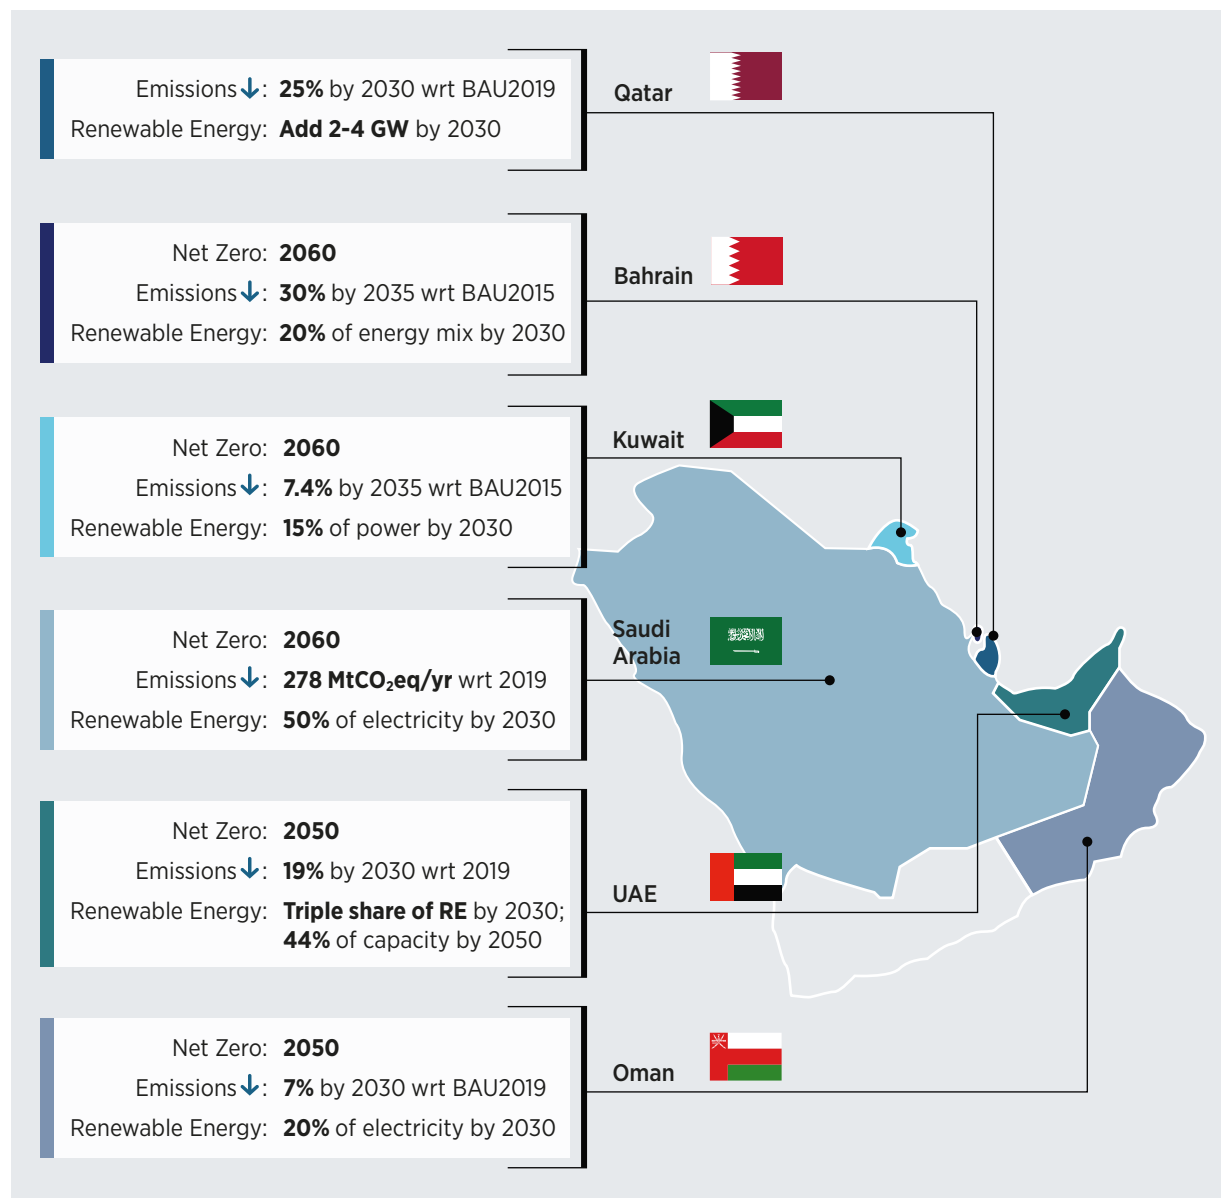 Emissions↓: 25% by 2030 wrt BAU2019
Renewable Energy: Add 2-4 GW by 2030
Qatar
Net Zero: 2060
Emissions↓: 30% by 2035 wrt BAU2015
Renewable Energy: 20% of energy mix by 2030
Bahrain
Net Zero: 2060
Emissions↓: 7.4% by 2035 wrt BAU2015
Renewable Energy: 15% of power by 2030
Kuwait
Net Zero: 2060
Emissions↓: 278 MtCO₂eq/yr wrt 2019
Renewable Energy: 50% of electricity by 2030
Saudi
Arabia
Net Zero: 2050
Emissions↓: 19% by 2030 wrt 2019
Renewable Energy: Triple share of RE by 2030;
44% of capacity by 2050
UAE
Net Zero: 2050
Emissions↓: 7% by 2030 wrt BAU2019
Renewable Energy: 20% of electricity by 2030
Oman